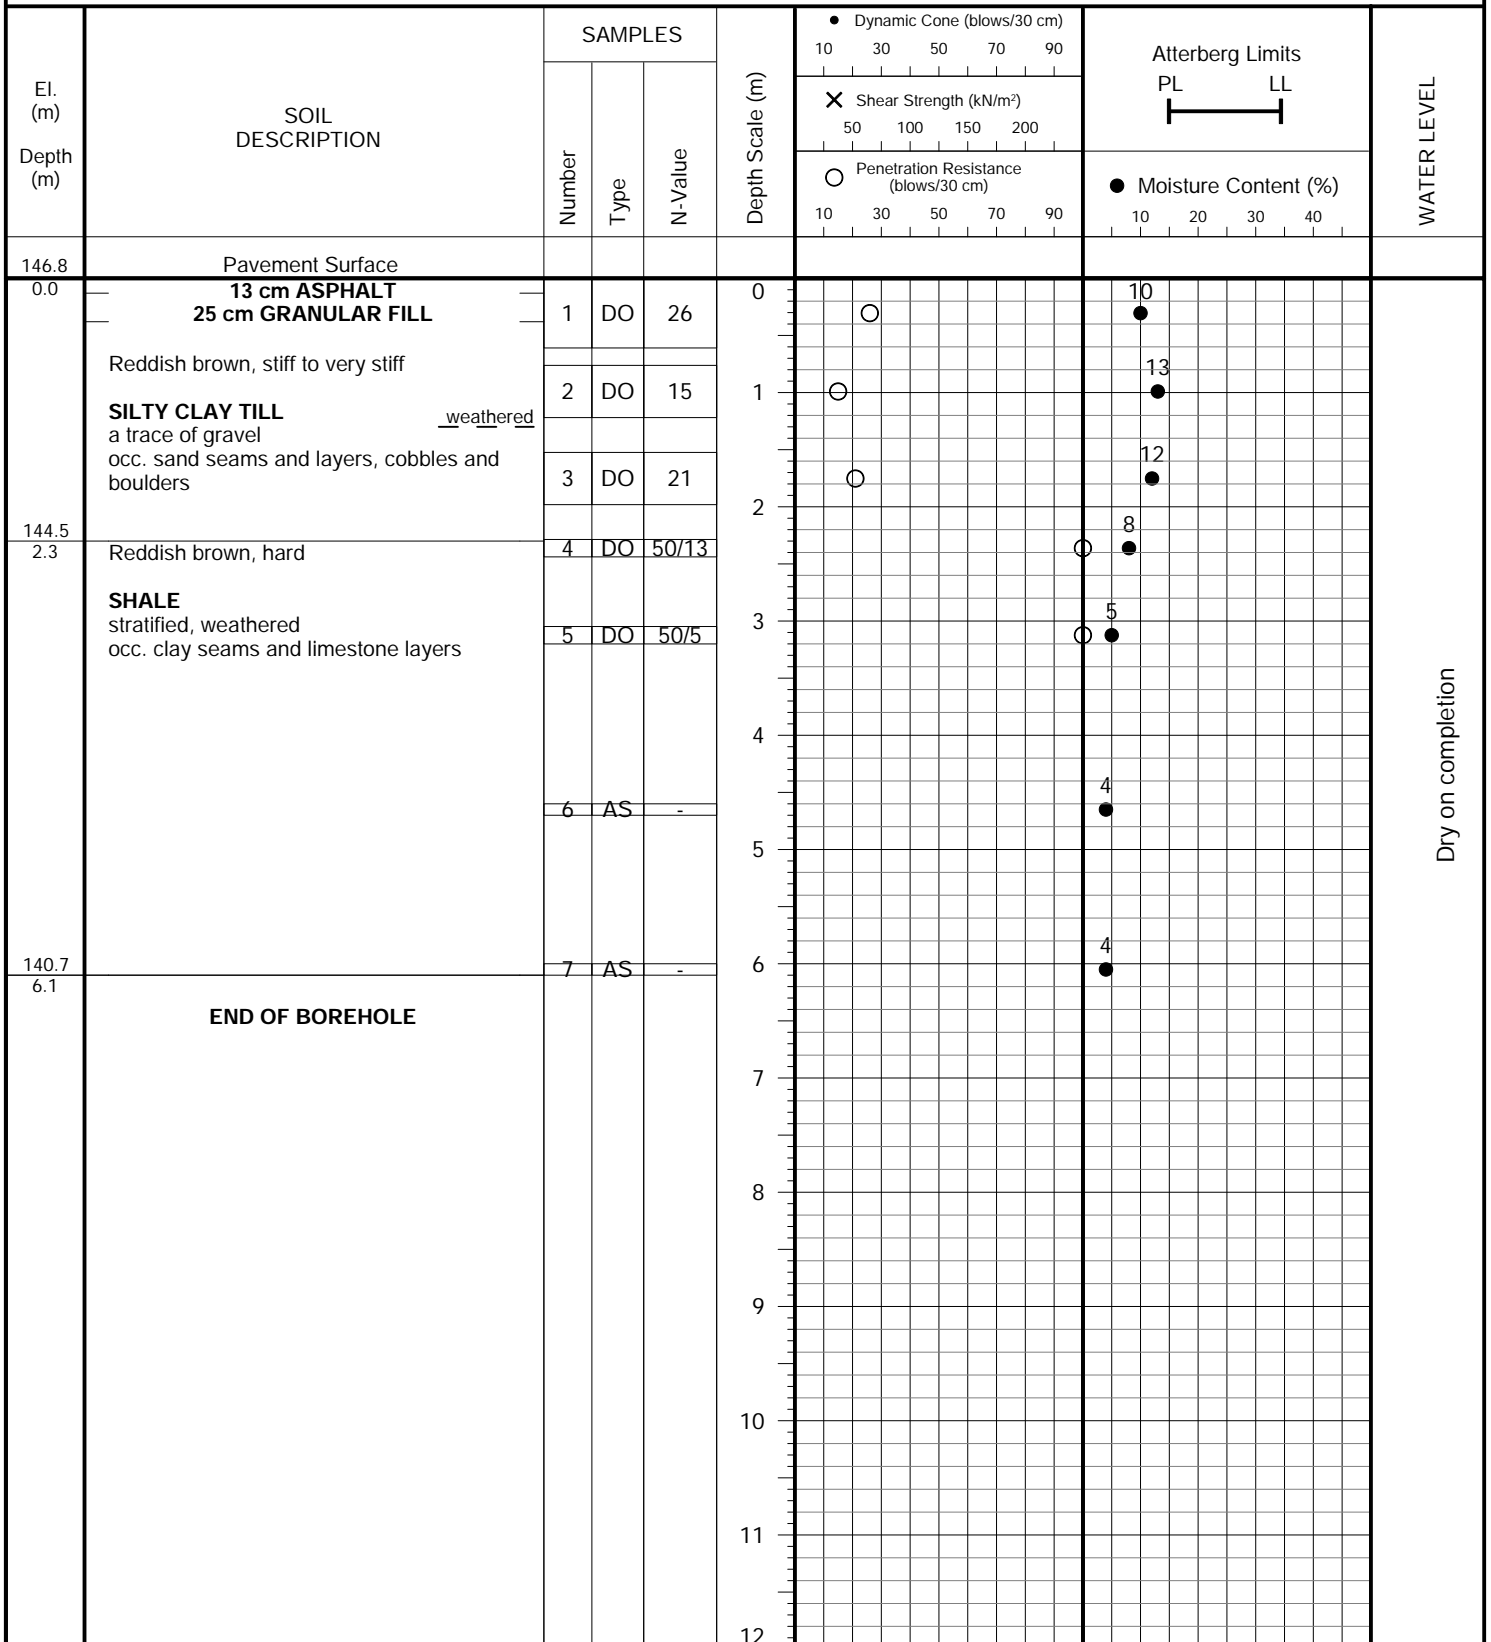 El.
(m)
Depth
(m)
SOIL
DESCRIPTION
SAMPLES
Number
Type
N-Value
Depth Scale (m)
Dynamic Cone (blows/30 cm)
10 30 50 70 90
Shear Strength (kN/m²)
50 100 150 200
Penetration Resistance
(blows/30 cm)
10 30 50 70 90
Atterberg Limits
PL LL
Moisture Content (%)
10 20 30 40
WATER LEVEL
146.8 Pavement Surface
0.0 13 cm ASPHALT 0 10
25 cm GRANULAR FILL 1 DO 26
Reddish brown, stiff to very stiff 13
2 DO 15 1
SILTY CLAY TILL weathered
a trace of gravel
occ. sand seams and layers, cobbles and 12
boulders 3 DO 21
2
144.5 8
2.3 Reddish brown, hard 4 DO 50/13
SHALE 5
stratified, weathered 3
5 DO 50/5
occ. clay seams and limestone layers
4
Dry on completion
4
6 AS -
5
4
140.7 7 AS - 6
6.1
END OF BOREHOLE
7
8
9
10
11
12